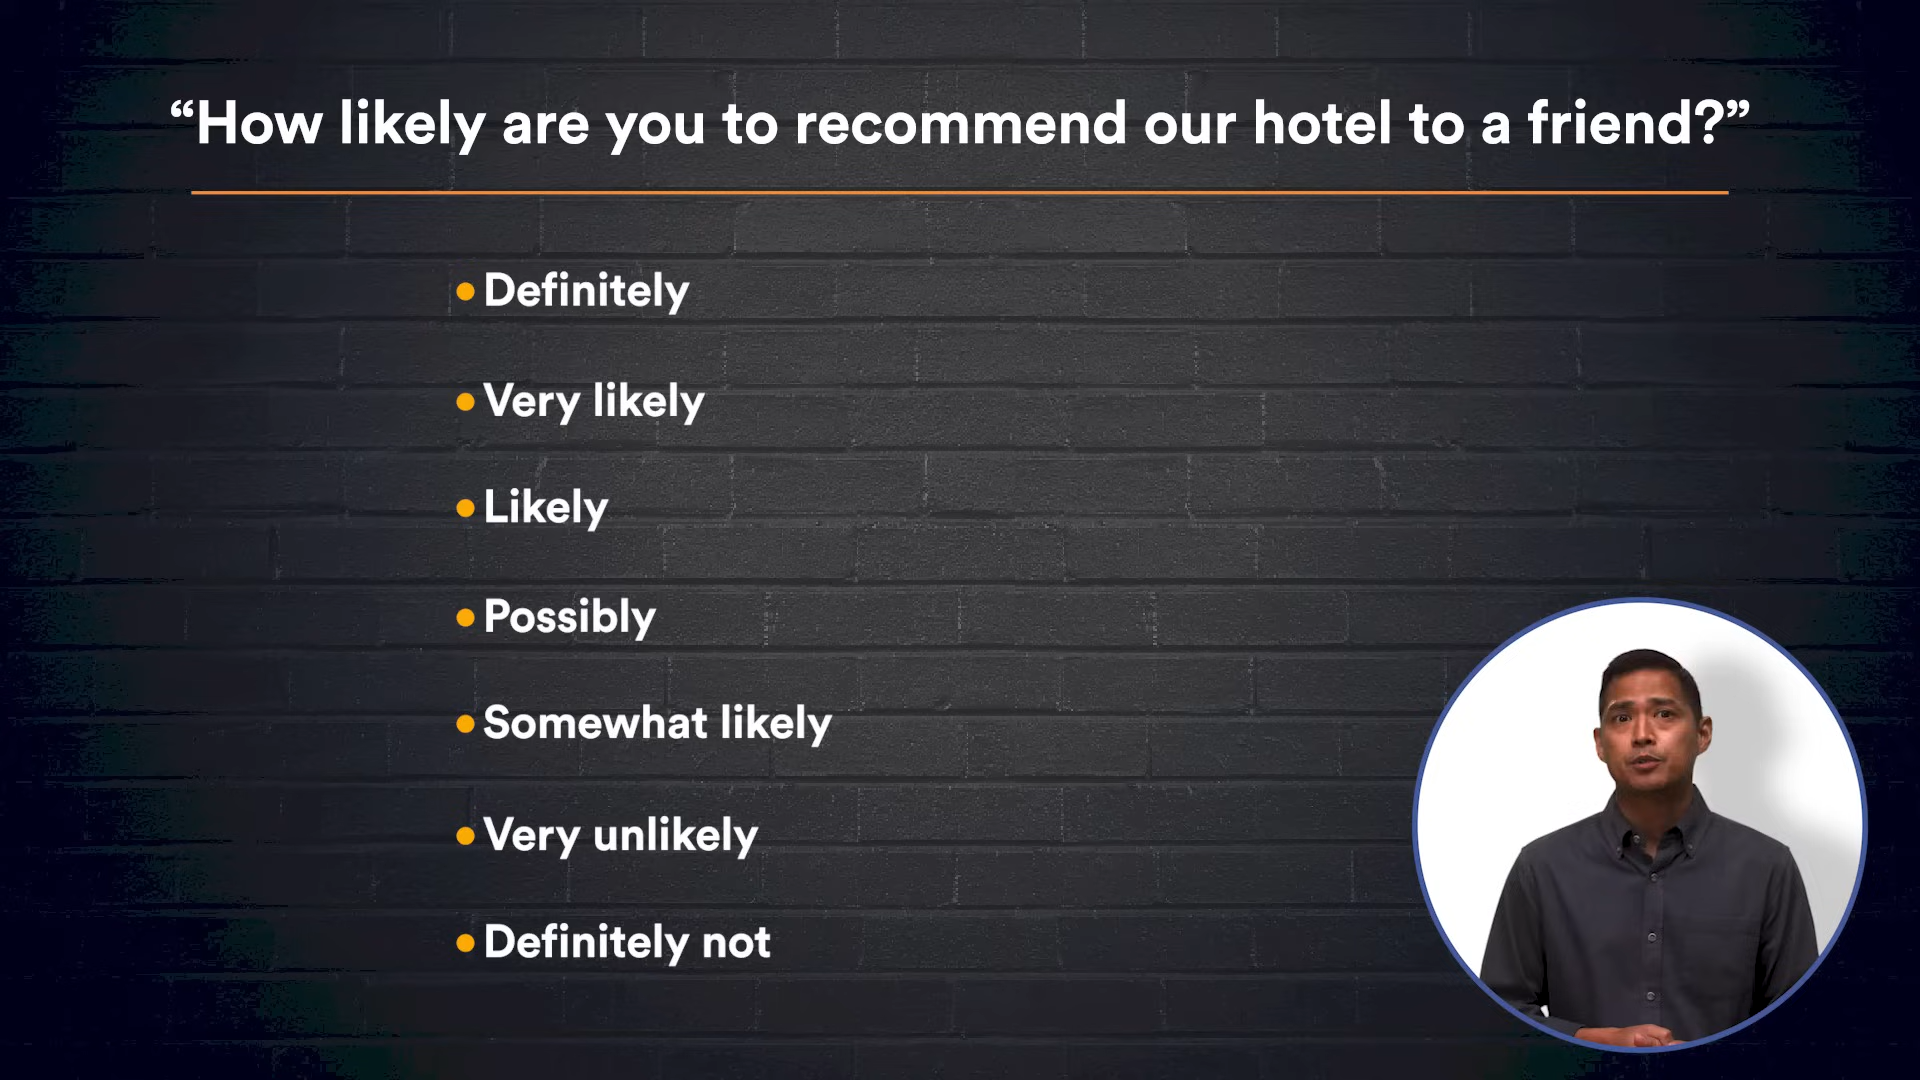 “How likely are you to recommend our hotel to a friend?”
• Definitely
• Very likely
• Likely
• Possibly
• Somewhat likely
• Very unlikely
• Definitely not